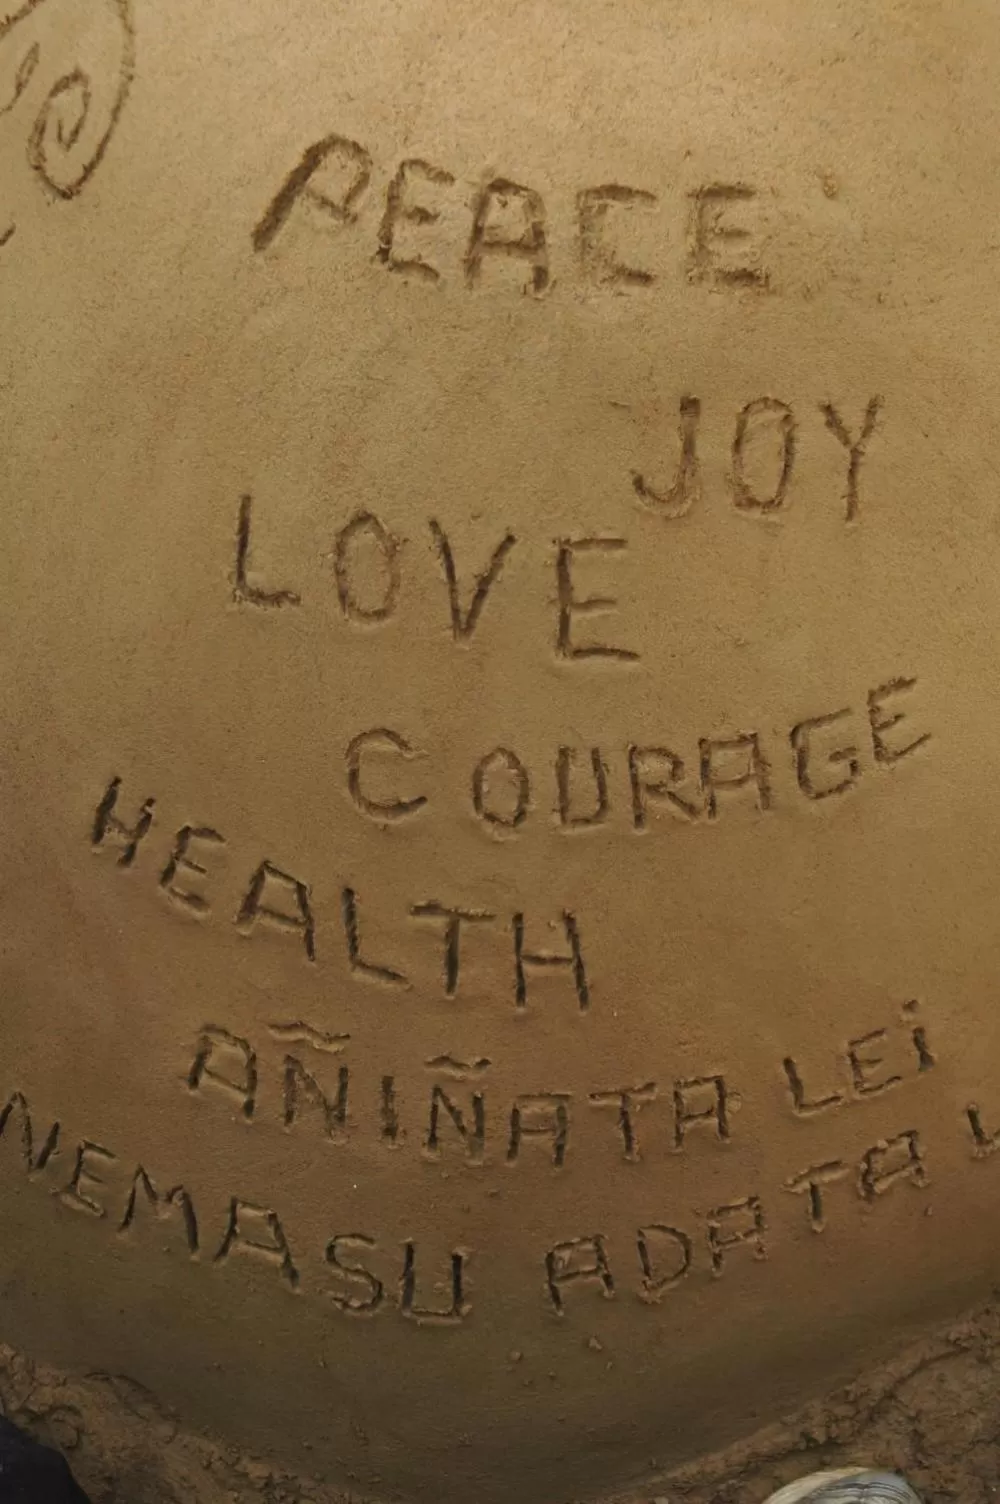 PEACE
JOY
LOVE
COURAGE
HEALTH
AÑIÑATA LEi
NEMASU ADATA